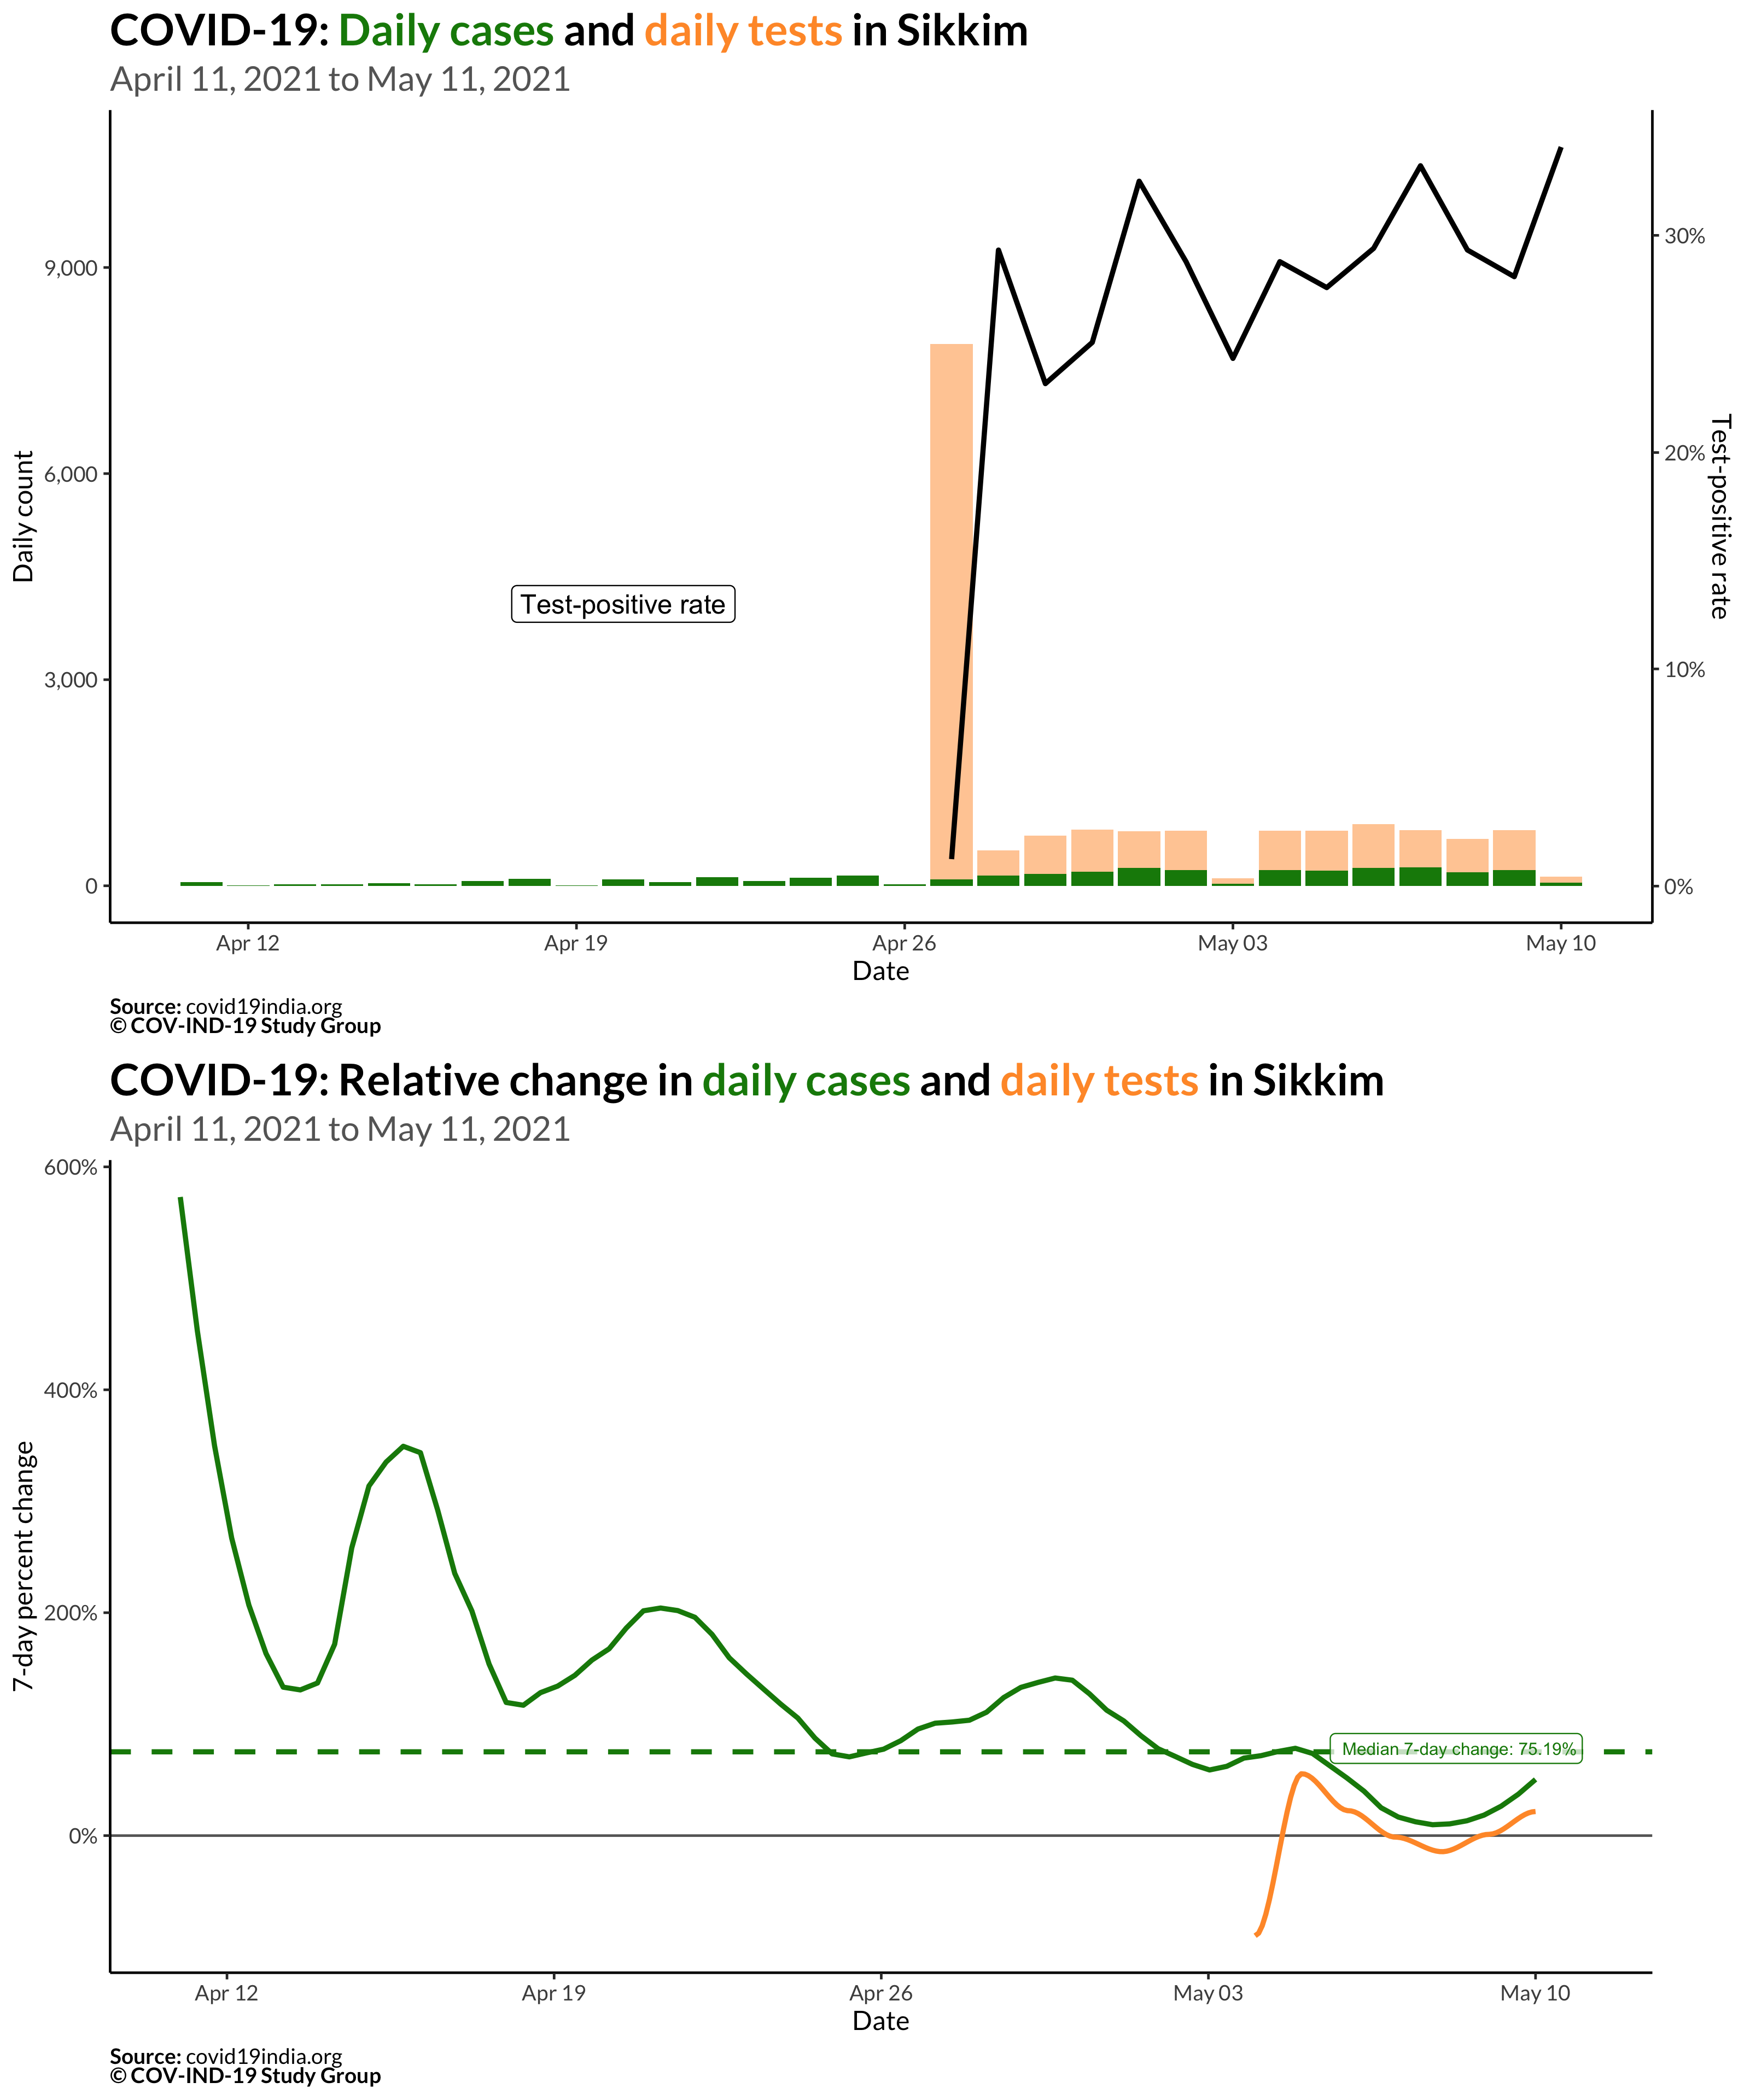 COVID-19: Daily cases and daily tests in Sikkim
April 11, 2021 to May 11, 2021
Daily count
9,000
6,000
3,000
0
Test-positive rate
30%
20%
10%
0%
Test-positive rate
Apr 12
Apr 19
Apr 26
May 03
May 10
Date
Source: covid19india.org
© COV-IND-19 Study Group
COVID-19: Relative change in daily cases and daily tests in Sikkim
April 11, 2021 to May 11, 2021
7-day percent change
600%
400%
200%
0%
Median 7-day change: 75.19%
Apr 12
Apr 19
Apr 26
May 03
May 10
Date
Source: covid19india.org
© COV-IND-19 Study Group